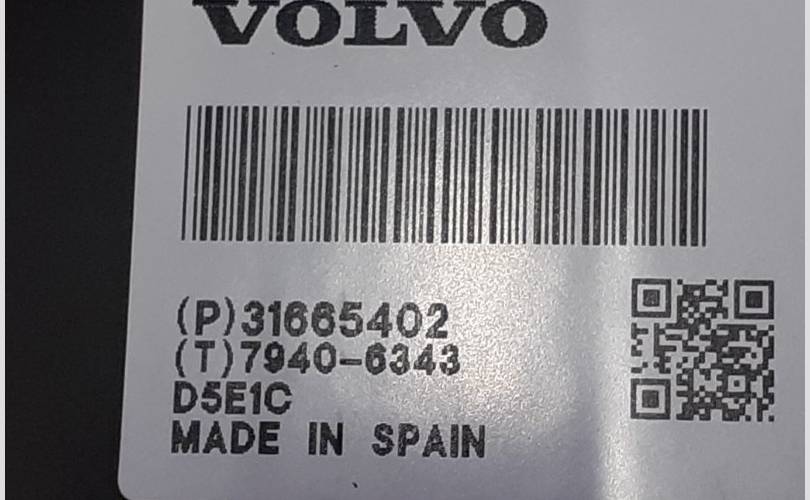 VOLVO
(P)31665402
(T)7940-6343
D5E1C
MADE IN SPAIN